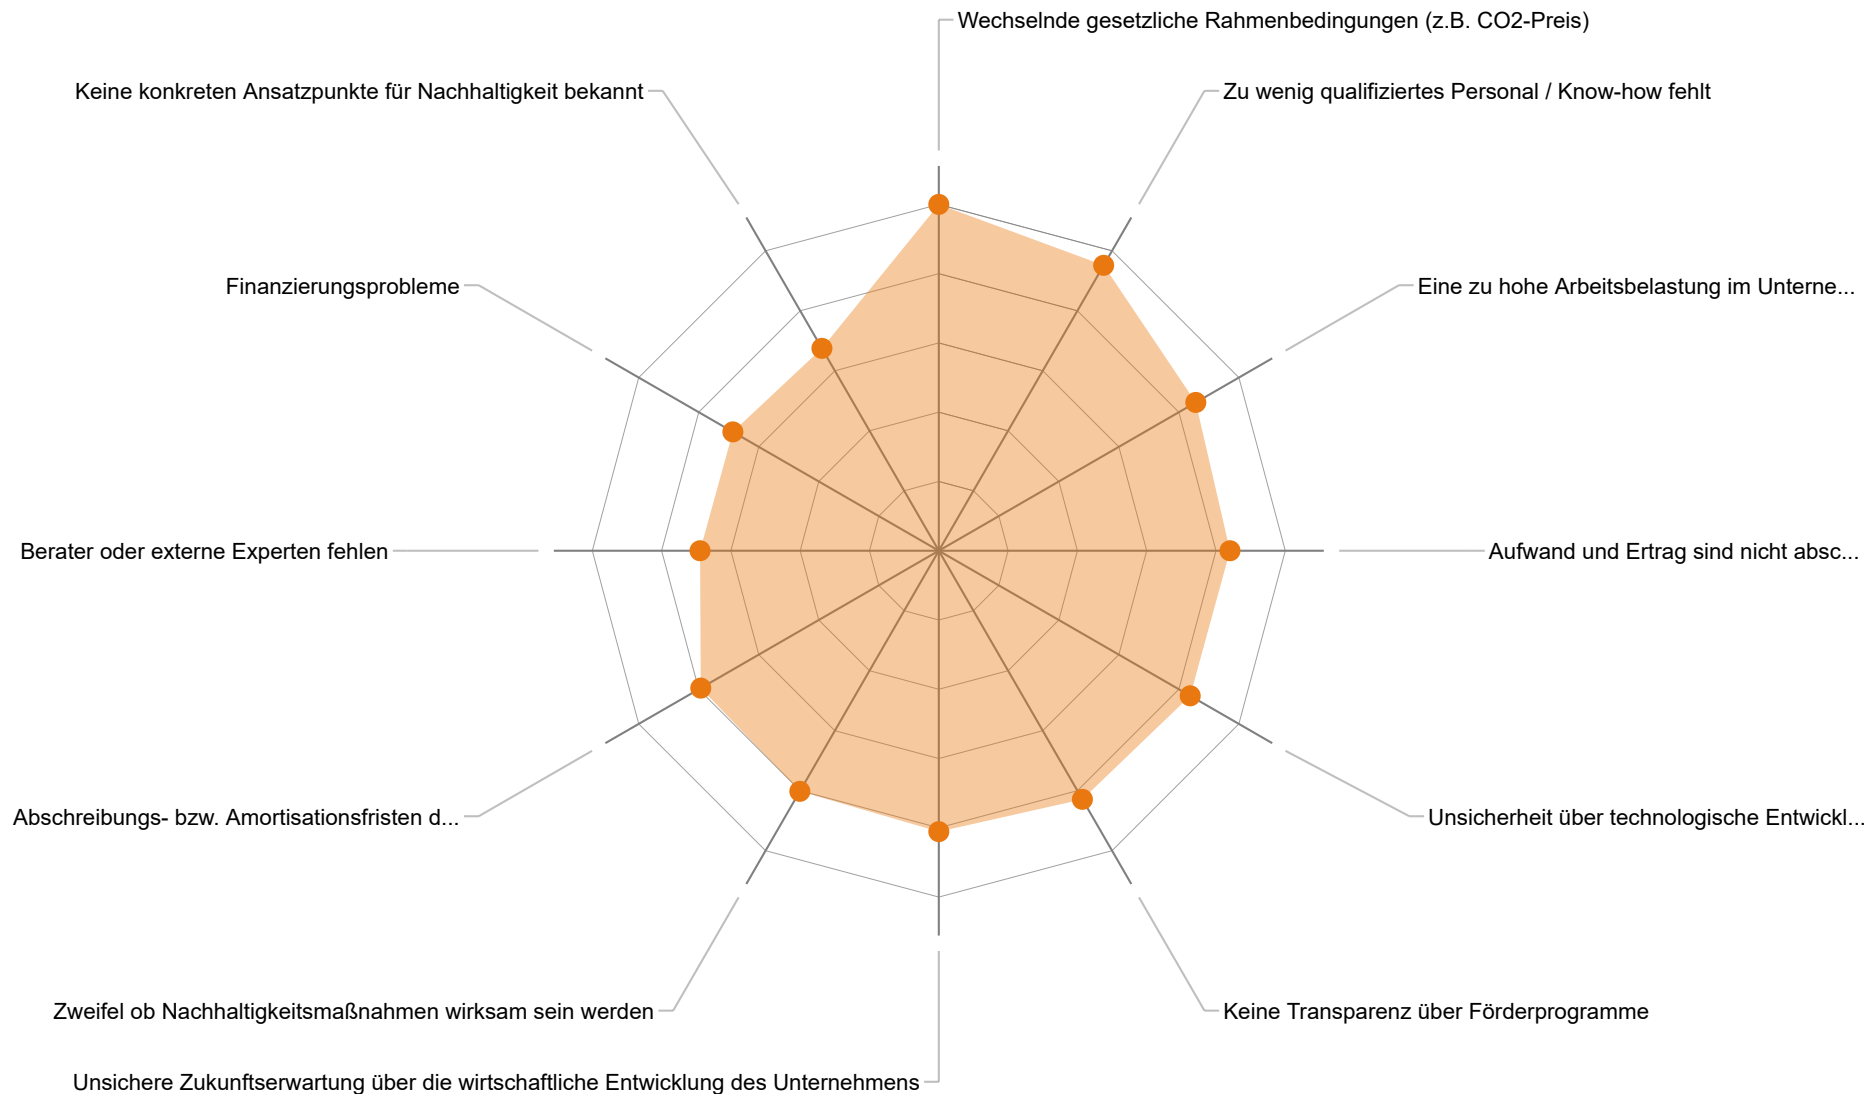 Wechselnde gesetzliche Rahmenbedingungen (z.B. CO2-Preis)
Keine konkreten Ansatzpunkte für Nachhaltigkeit bekannt
Zu wenig qualifiziertes Personal / Know-how fehlt
Finanzierungsprobleme
Eine zu hohe Arbeitsbelastung im Unterne...
Berater oder externe Experten fehlen
Aufwand und Ertrag sind nicht absc...
Abschreibungs- bzw. Amortisationsfristen d...
Unsicherheit über technologische Entwickl...
Zweifel ob Nachhaltigkeitsmaßnahmen wirksam sein werden
Keine Transparenz über Förderprogramme
Unsichere Zukunftserwartung über die wirtschaftliche Entwicklung des Unternehmens